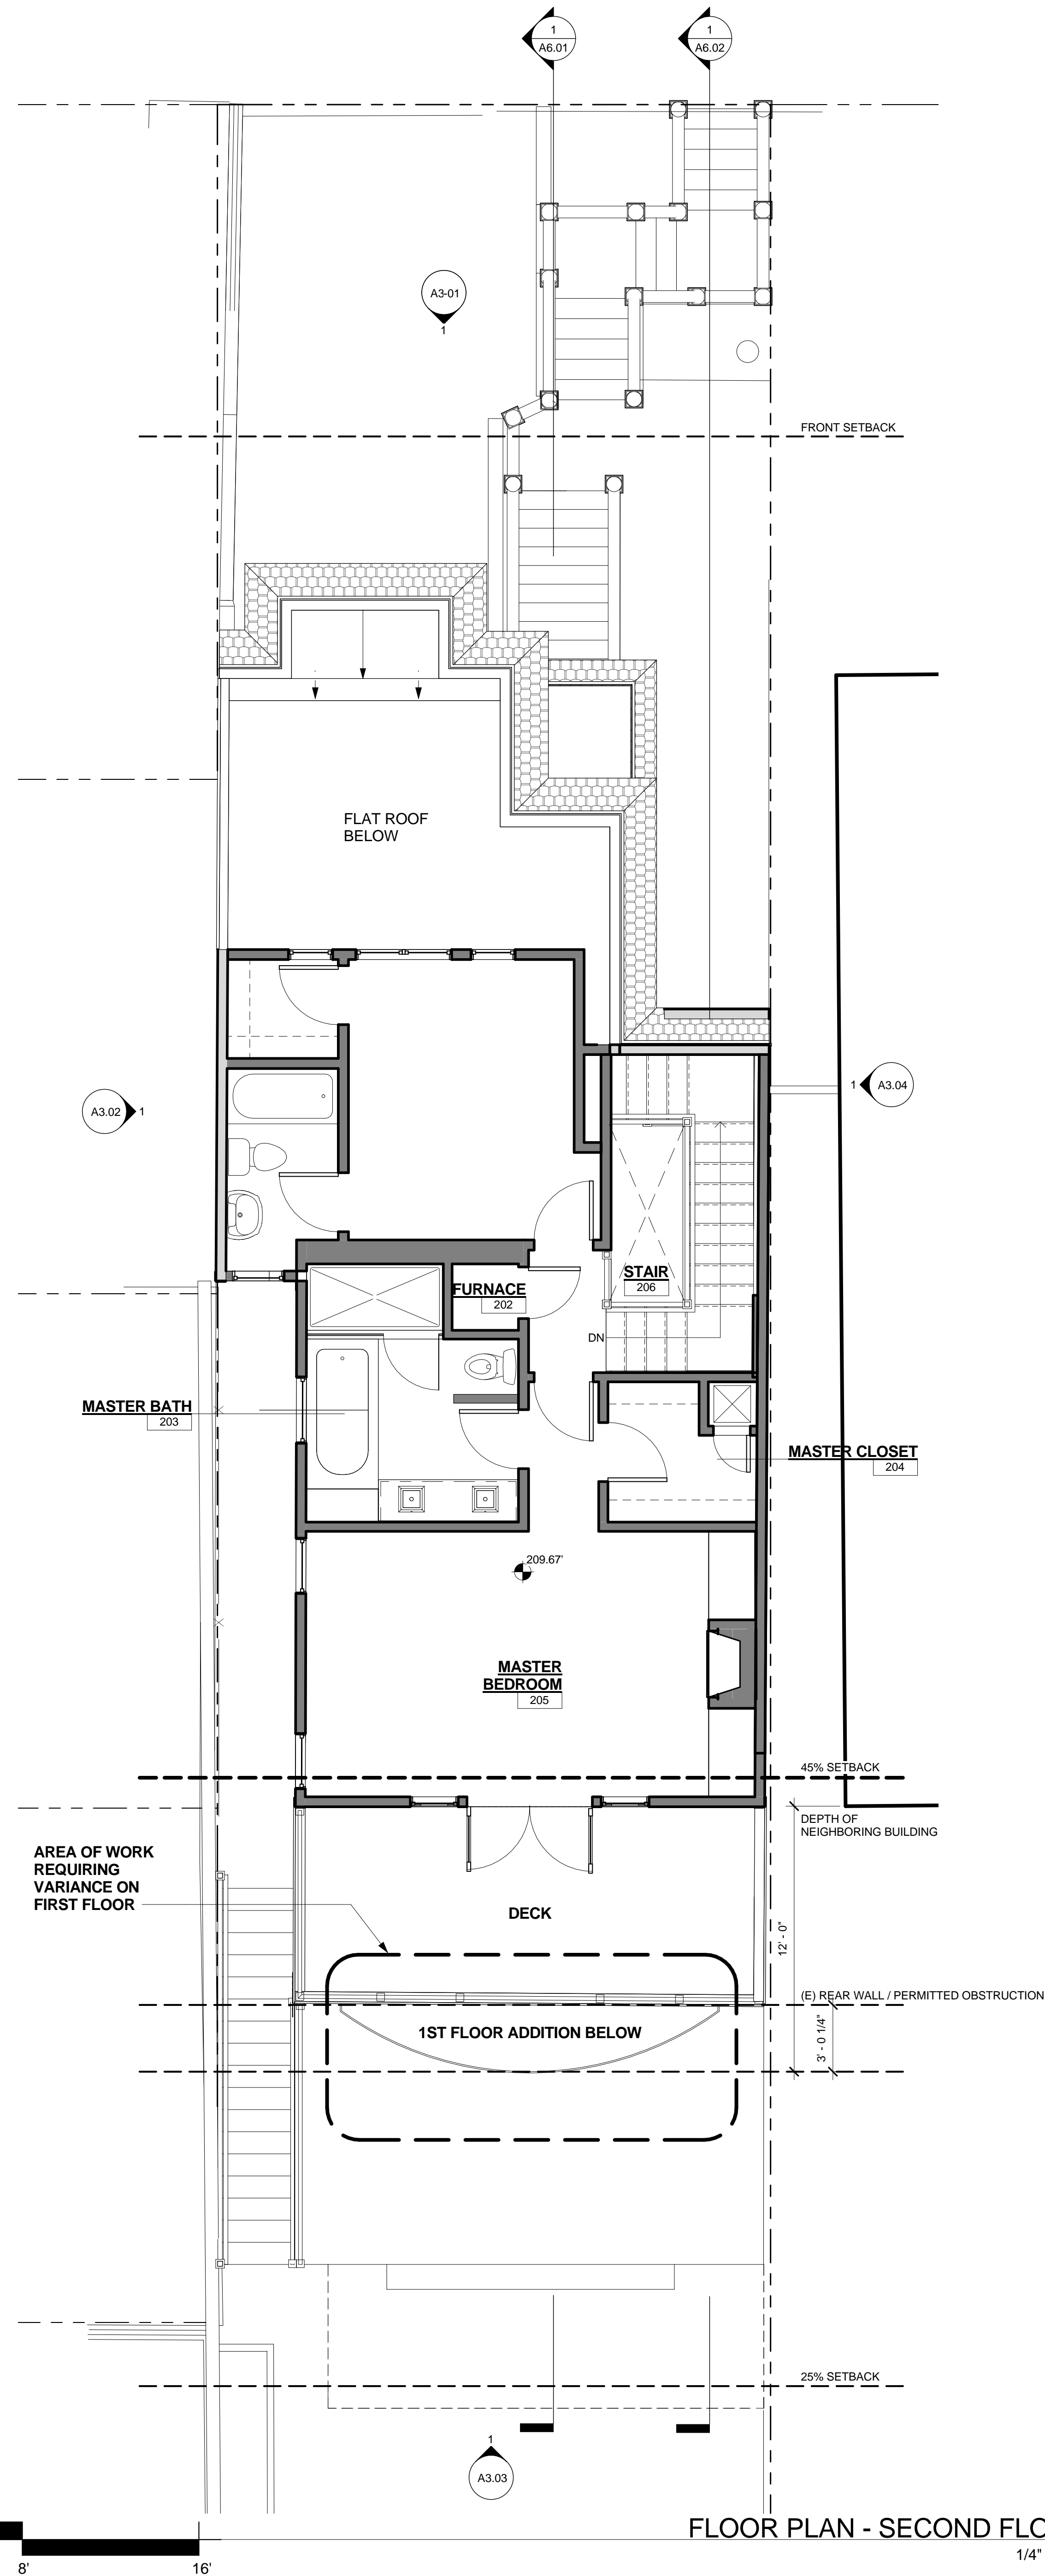 1
A6.01
1
A6.02
A3-01
1
FRONT SETBACK
FLAT ROOF
BELOW
A3.02
1
1
A3.04
STAIR
206
FURNACE
202
DN
MASTER BATH
203
MASTER CLOSET
204
209.67'
MASTER
BEDROOM
205
45% SETBACK
DEPTH OF
NEIGHBORING BUILDING
AREA OF WORK
REQUIRING
VARIANCE ON
FIRST FLOOR
DECK
12' - 0"
(E) REAR WALL / PERMITTED OBSTRUCTION
3' - 0 1/4"
1ST FLOOR ADDITION BELOW
25% SETBACK
1
A3.03
FLOOR PLAN - SECOND FLO
1/4"
8'
16'